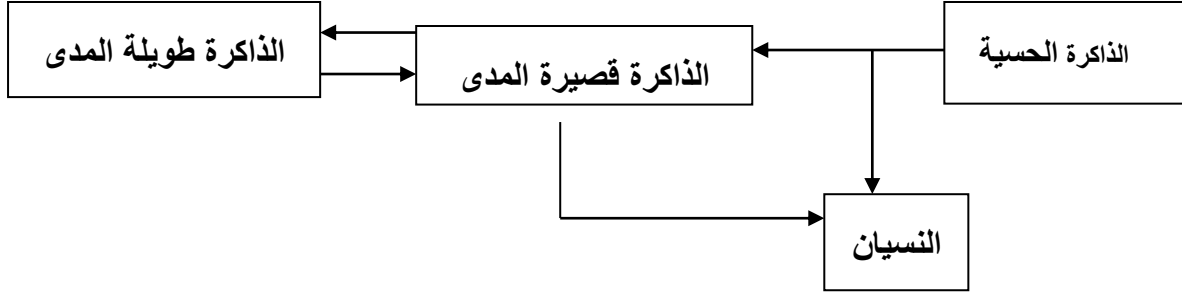 الذاكرة الحسية
الذاكرة قصيرة المدى
الذاكرة طويلة المدى
النسيان